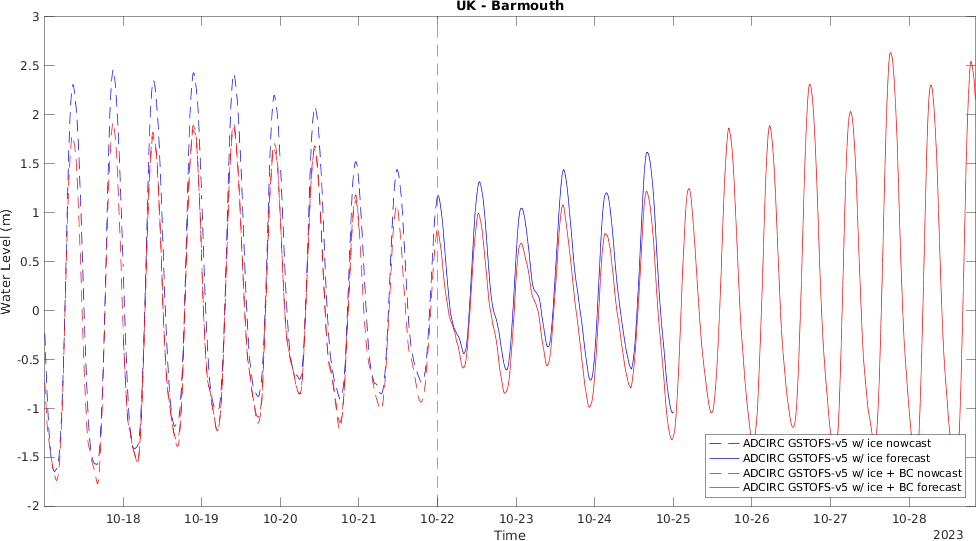 UK - Barmouth
3
2.5
2
1.5
1
0.5
0
-0.5
-1
-1.5
-2
Water Level (m)
ADCIRC GSTOFS-v5 w/ ice nowcast
ADCIRC GSTOFS-v5 w/ ice forecast
ADCIRC GSTOFS-v5 w/ ice + BC nowcast
ADCIRC GSTOFS-v5 w/ ice + BC forecast
10-18 10-19 10-20 10-21 10-22 10-23 10-24 10-25 10-26 10-27 10-28
Time
2023